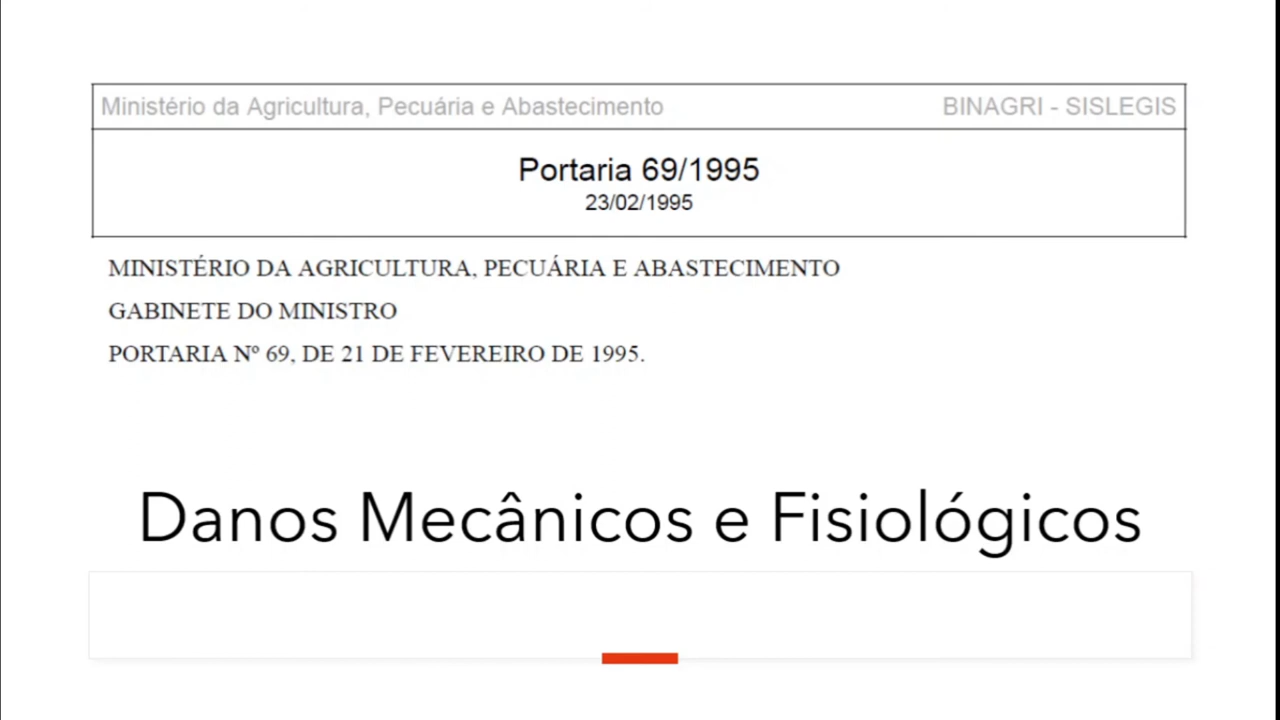 Ministério da Agricultura, Pecuária e Abastecimento BINAGRI - SISLEGIS
Portaria 69/1995
23/02/1995
MINISTÉRIO DA AGRICULTURA, PECUÁRIA E ABASTECIMENTO
GABINETE DO MINISTRO
PORTARIA Nº 69, DE 21 DE FEVEREIRO DE 1995.
Danos Mecânicos e Fisiológicos